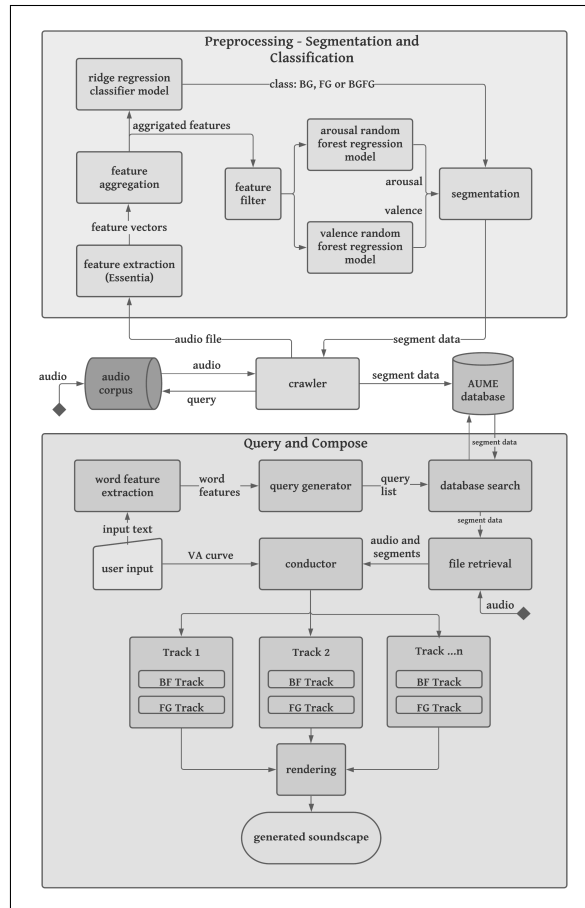 Preprocessing - Segmentation and
Classification
ridge regression
classifier model
class: BG, FG or BGFG
aggrigated features
arousal random
forest regression
model
feature
aggregation
feature
filter
arousal
segmentation
valence
feature vectors
valence random
forest regression
model
feature extraction
(Essentia)
audio file
segment data
audio
audio
corpus
audio
query
crawler
segment data
AUME
database
Query and Compose
segment data
word feature
extraction
word
features
query generator
query
list
database search
input text
segment data
user input
VA curve
conductor
audio and
segments
file retrieval
audio
Track 1
BF Track
FG Track
Track 2
BF Track
FG Track
Track ...n
BF Track
FG Track
rendering
generated soundscape